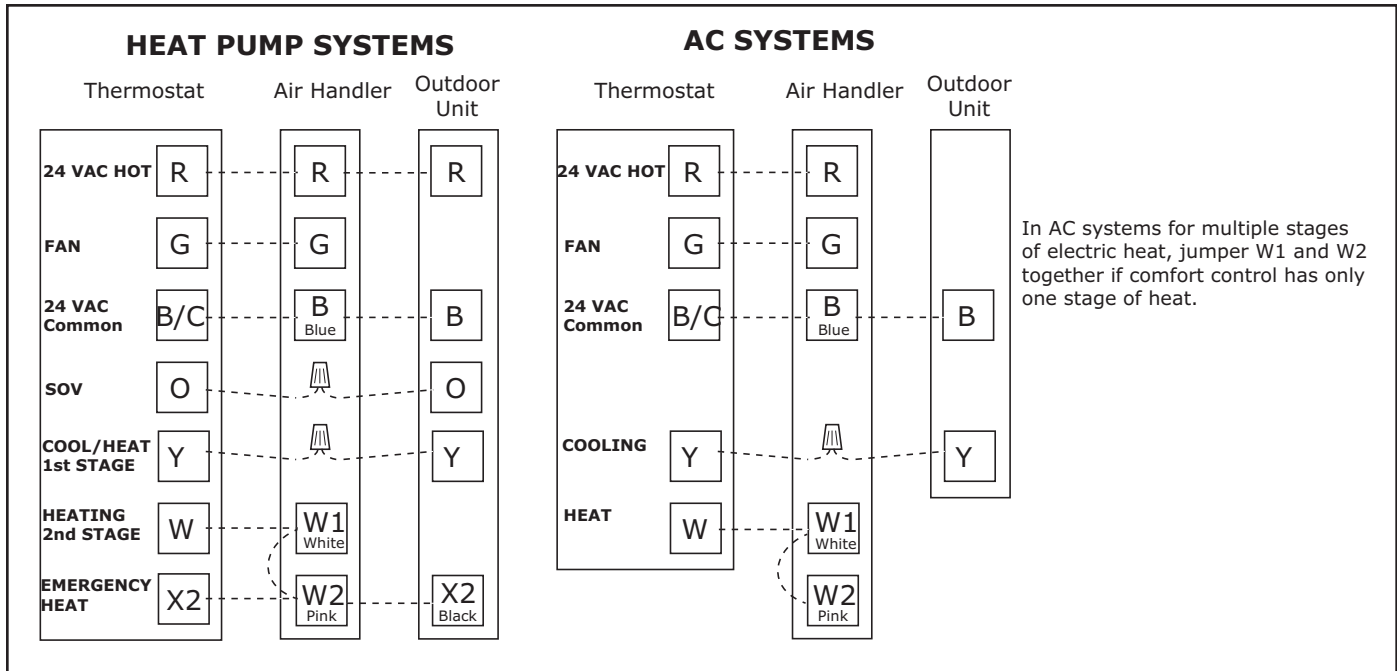 HEAT PUMP SYSTEMS
Thermostat
Air Handler
Outdoor
Unit
24 VAC HOT
R
R
R
FAN
G
G
24 VAC
Common
B/C
B
Blue
B
SOV
O
O
COOL/HEAT
1st STAGE
Y
Y
HEATING
2nd STAGE
W
W1
White
EMERGENCY
HEAT
X2
W2
Pink
X2
Black
AC SYSTEMS
Thermostat
Air Handler
Outdoor
Unit
24 VAC HOT
R
R
FAN
G
G
24 VAC
Common
B/C
B
Blue
B
COOLING
Y
Y
HEAT
W
W1
White
W2
Pink
In AC systems for multiple stages
of electric heat, jumper W1 and W2
together if comfort control has only
one stage of heat.